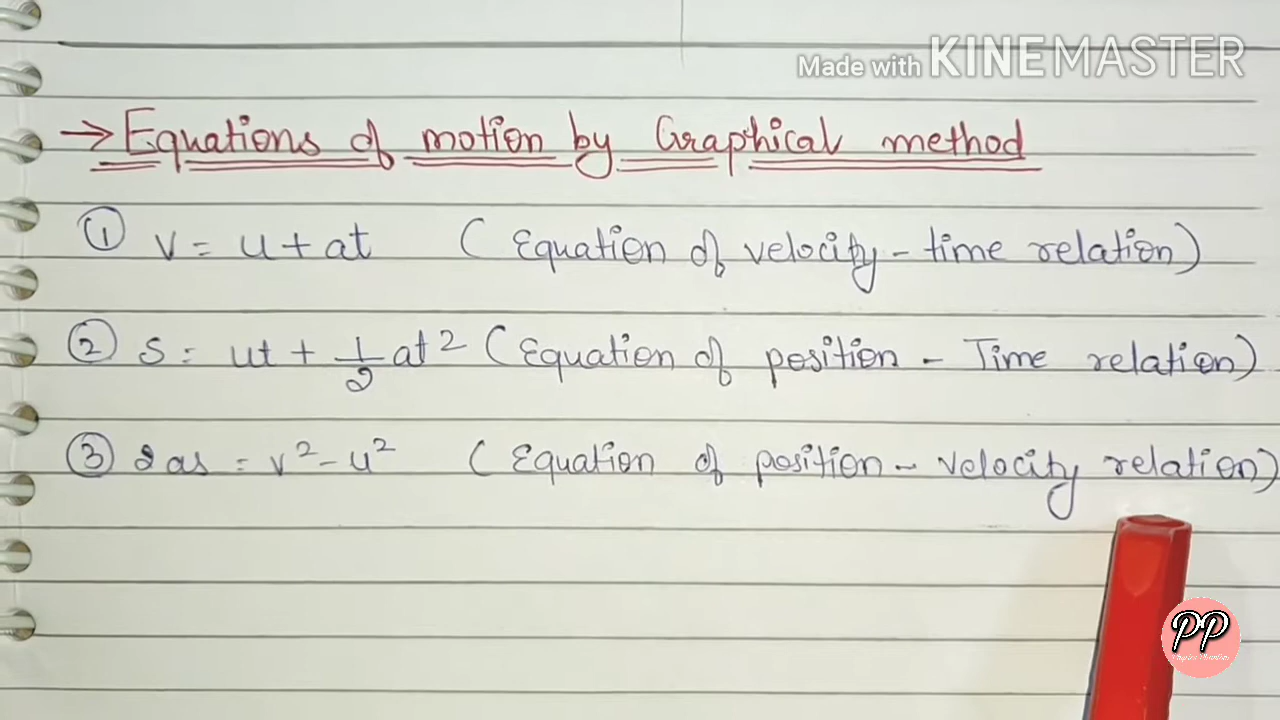 Made with KINEMASTER
→ Equations of motion by Graphical method
① v = u + at (Equation of velocity - time relation)
② s = ut + 1/2 at² (Equation of position - Time relation)
③ 2as = v² - u² (Equation of position - velocity relation)
PP